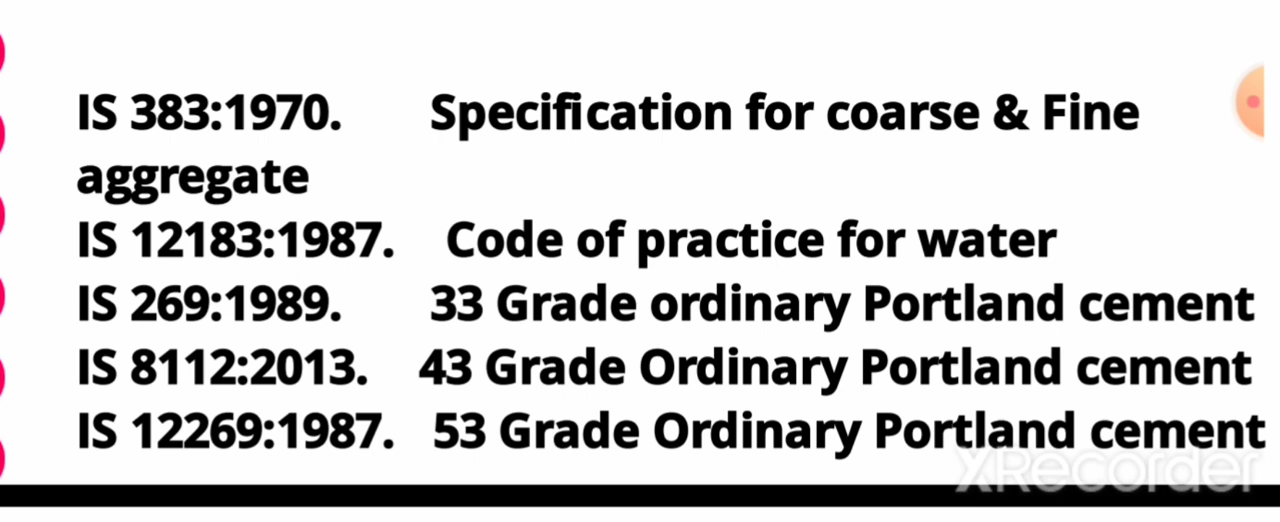 IS 383:1970. Specification for coarse & Fine
aggregate
IS 12183:1987. Code of practice for water
IS 269:1989. 33 Grade ordinary Portland cement
IS 8112:2013. 43 Grade Ordinary Portland cement
IS 12269:1987. 53 Grade Ordinary Portland cement
XRecorder